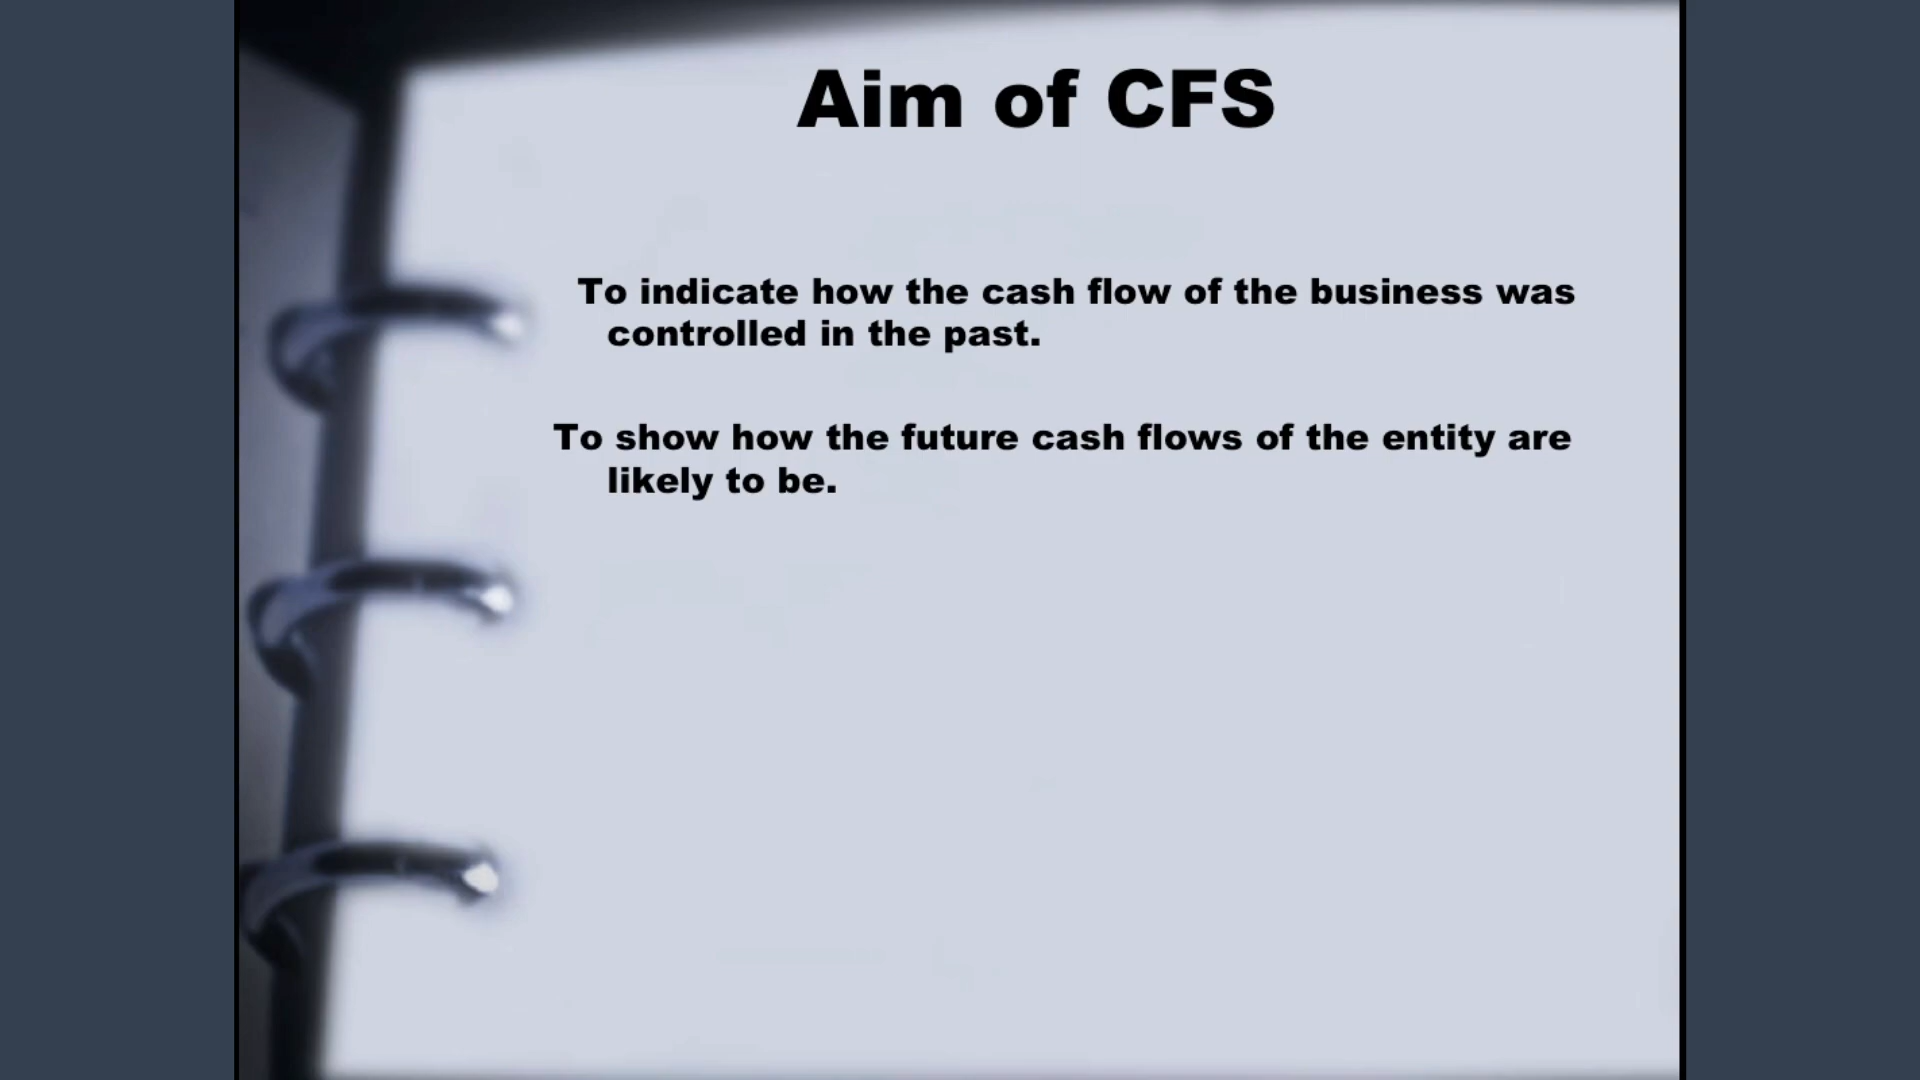 Aim of CFS
To indicate how the cash flow of the business was
controlled in the past.
To show how the future cash flows of the entity are
likely to be.